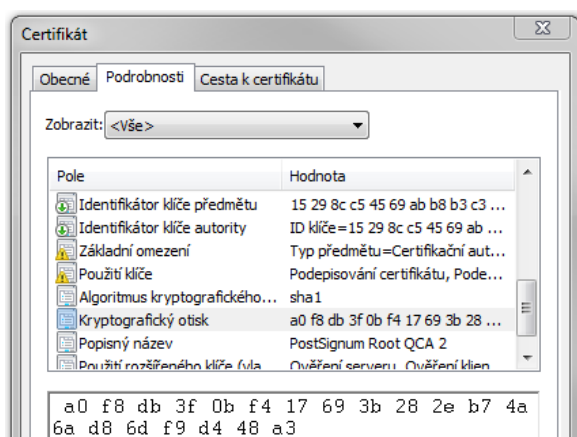 Certifikát
Obecné Podrobnosti Cesta k certifikátu
Zobrazit: <Vše>
Pole Hodnota
Identifikátor klíče předmětu 15 29 8c c5 45 69 ab b8 b3 c3 ...
Identifikátor klíče autority ID klíče=15 29 8c c5 45 69 ab ...
Základní omezení Typ předmětu=Certifikační aut...
Použití klíče Podepisování certifikátu, Pode...
Algoritmus kryptografického... sha1
Kryptografický otisk a0 f8 db 3f 0b f4 17 69 3b 28 ...
Popisný název PostSignum Root QCA 2
Použití rozšířeného klíče (vla... Ověření serveru, Ověření klien...
a0 f8 db 3f 0b f4 17 69 3b 28 2e b7 4a
6a d8 6d f9 d4 48 a3